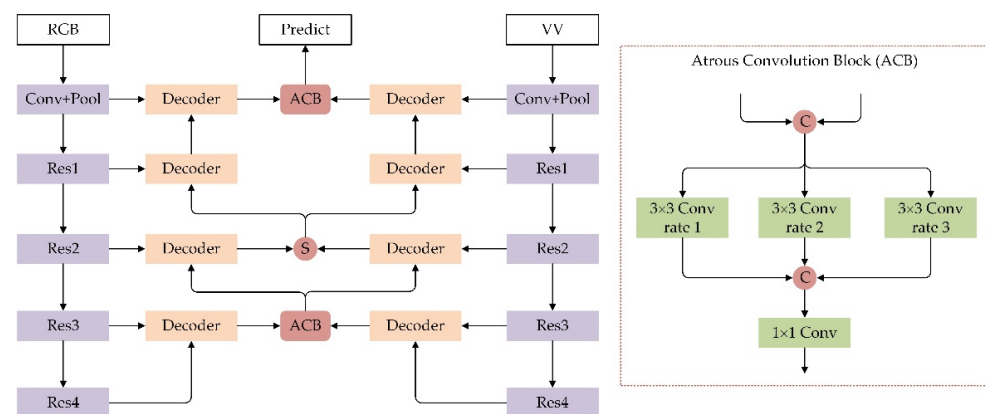 RGB
Predict
VV
Conv+Pool
Decoder
ACB
Decoder
Conv+Pool
Res1
Decoder
Decoder
Res1
Res2
Decoder
S
Decoder
Res2
Res3
Decoder
ACB
Decoder
Res3
Res4
Res4
Atrous Convolution Block (ACB)
C
3×3 Conv
rate 1
3×3 Conv
rate 2
3×3 Conv
rate 3
C
1×1 Conv